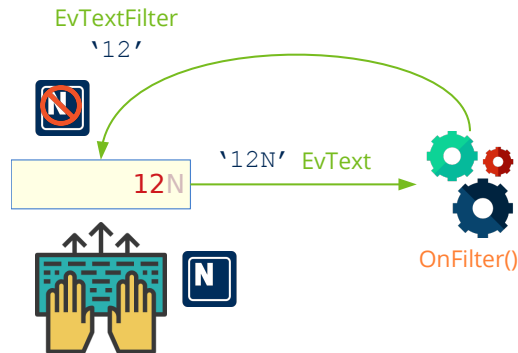 EvTextFilter
‘12’
N
12N
‘12N’ EvText
N
OnFilter()